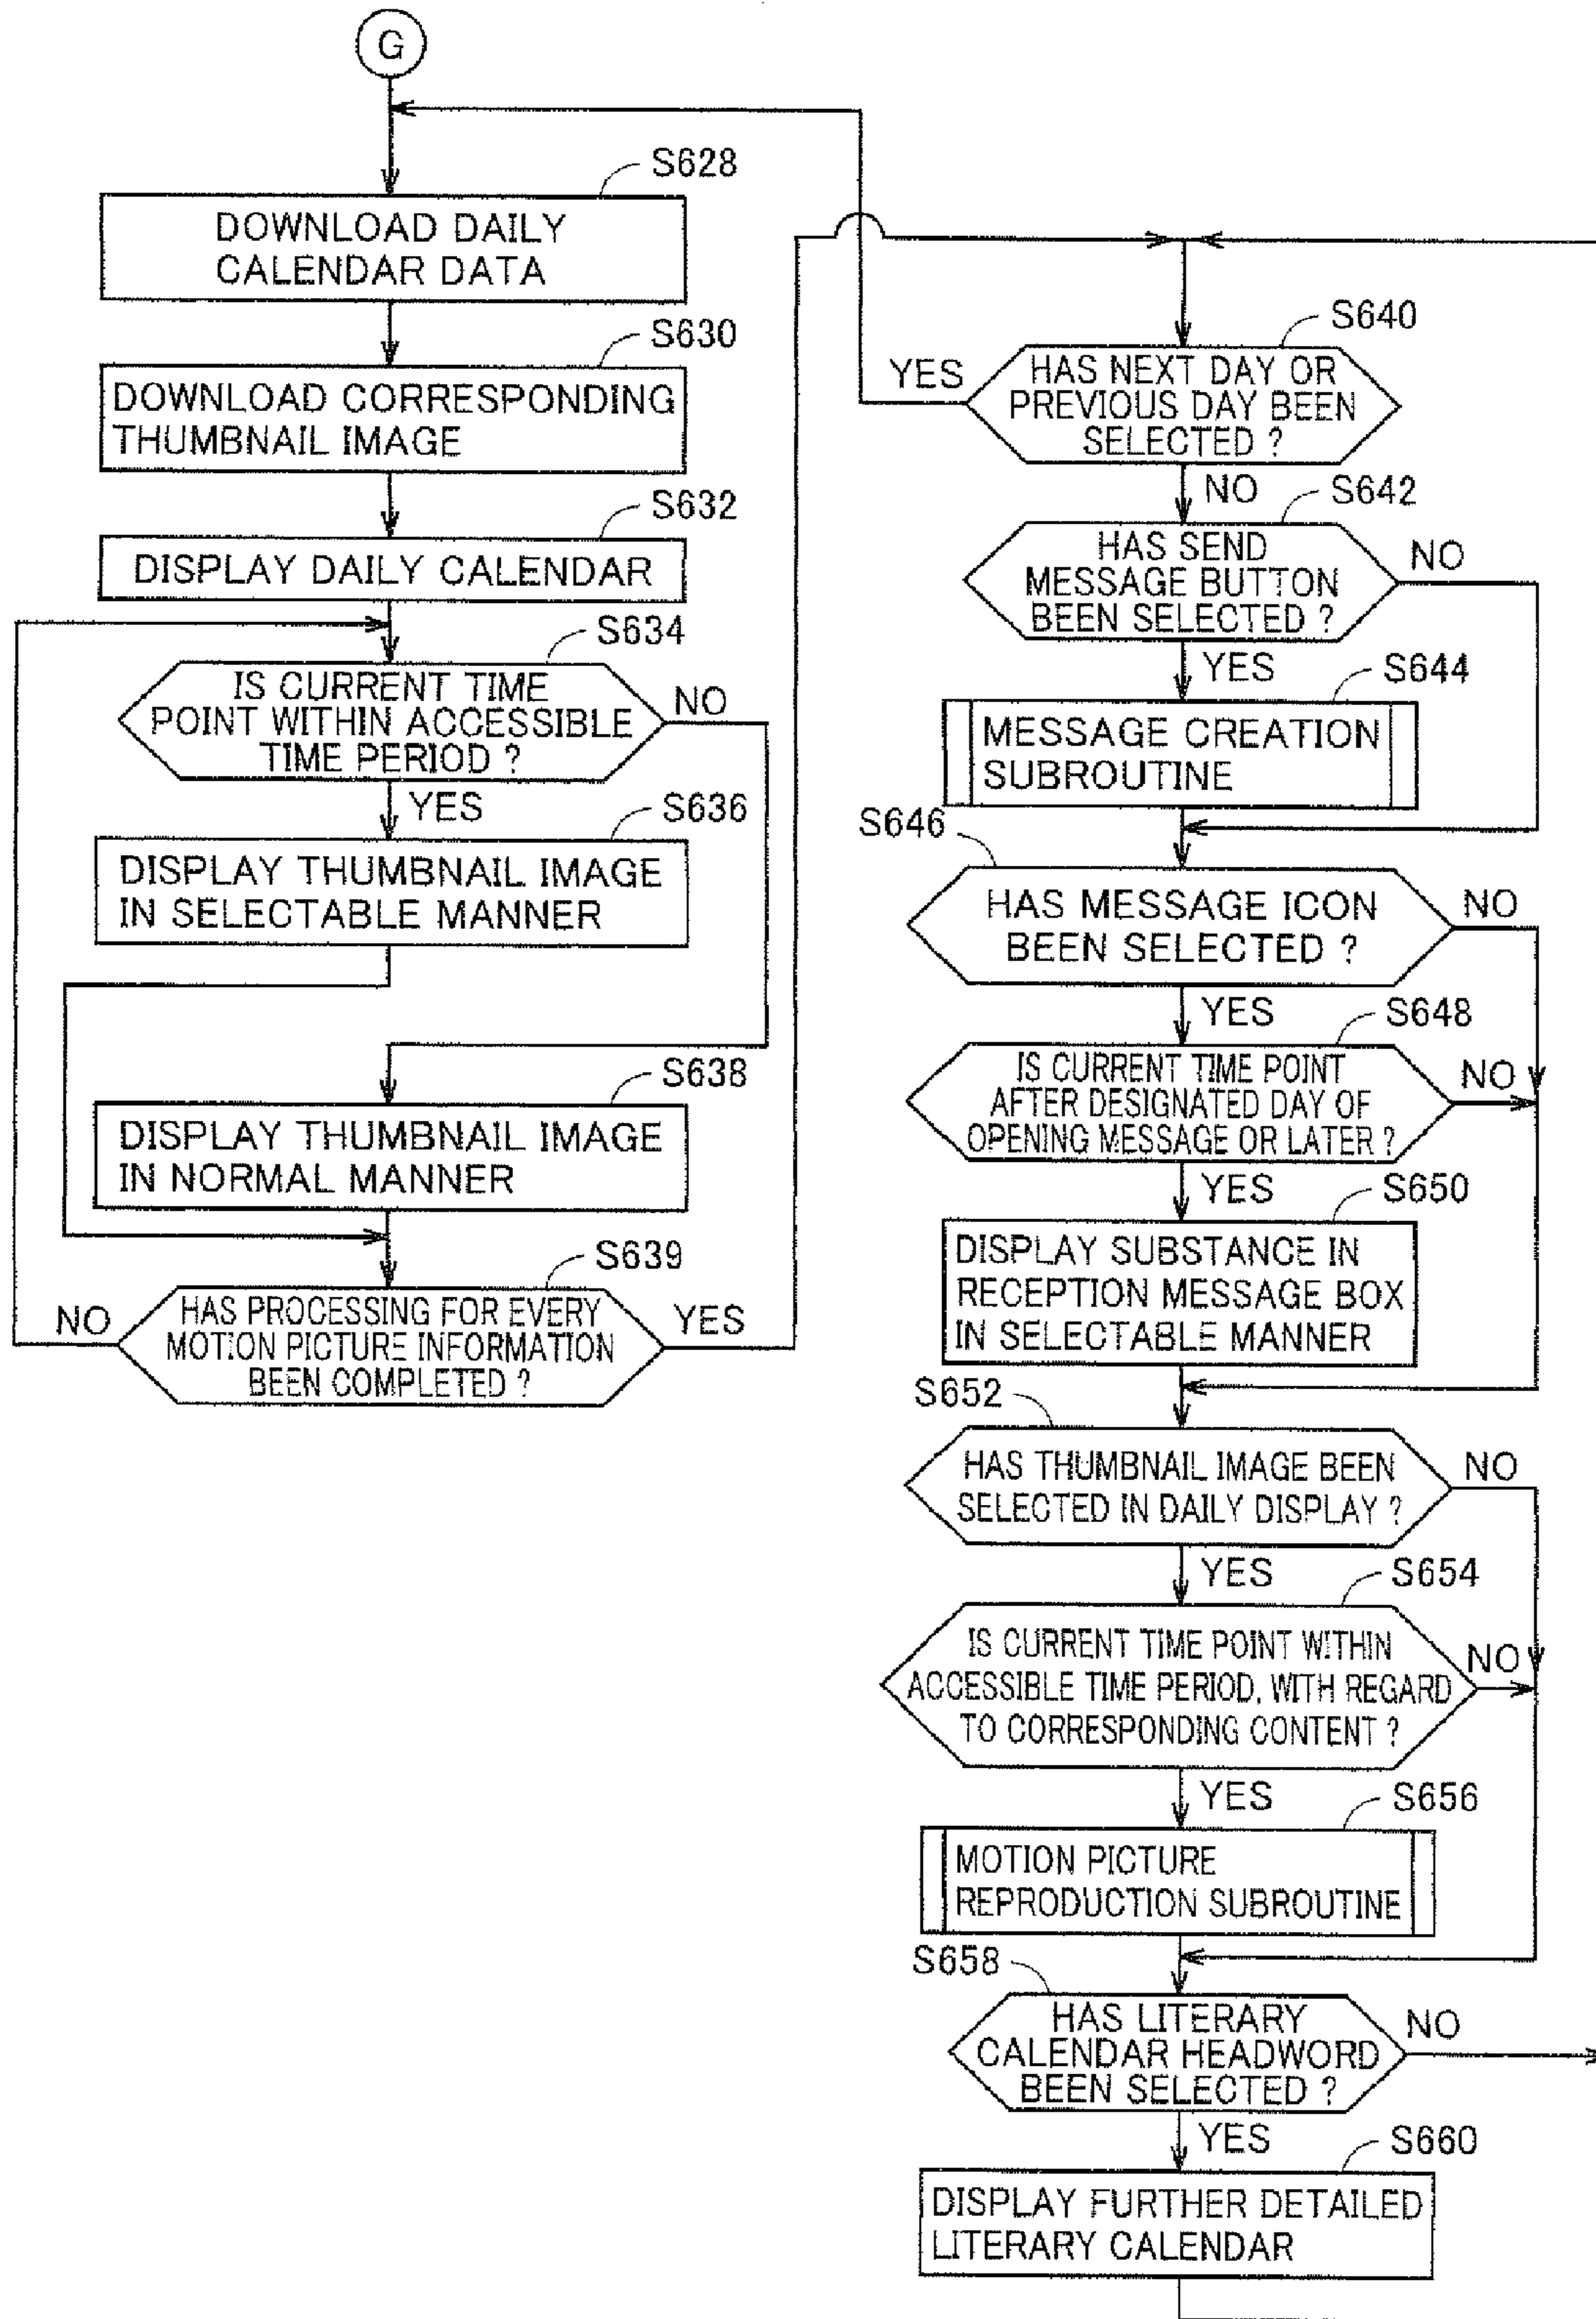 G
S628
DOWNLOAD DAILY
CALENDAR DATA
S630
DOWNLOAD CORRESPONDING
THUMBNAIL IMAGE
S632
DISPLAY DAILY CALENDAR
S634
IS CURRENT TIME
POINT WITHIN ACCESSIBLE
TIME PERIOD ?
NO
YES
S636
DISPLAY THUMBNAIL IMAGE
IN SELECTABLE MANNER
S638
DISPLAY THUMBNAIL IMAGE
IN NORMAL MANNER
S639
HAS PROCESSING FOR EVERY
MOTION PICTURE INFORMATION
BEEN COMPLETED ?
NO
YES
S640
HAS NEXT DAY OR
PREVIOUS DAY BEEN
SELECTED ?
YES
NO
S642
HAS SEND
MESSAGE BUTTON
BEEN SELECTED ?
NO
YES
S644
MESSAGE CREATION
SUBROUTINE
S646
HAS MESSAGE ICON
BEEN SELECTED ?
NO
YES
S648
IS CURRENT TIME POINT
AFTER DESIGNATED DAY OF
OPENING MESSAGE OR LATER ?
NO
YES
S650
DISPLAY SUBSTANCE IN
RECEPTION MESSAGE BOX
IN SELECTABLE MANNER
S652
HAS THUMBNAIL IMAGE BEEN
SELECTED IN DAILY DISPLAY ?
NO
YES
S654
IS CURRENT TIME POINT WITHIN
ACCESSIBLE TIME PERIOD, WITH REGARD
TO CORRESPONDING CONTENT ?
NO
YES
S656
MOTION PICTURE
REPRODUCTION SUBROUTINE
S658
HAS LITERARY
CALENDAR HEADWORD
BEEN SELECTED ?
NO
YES
S660
DISPLAY FURTHER DETAILED
LITERARY CALENDAR